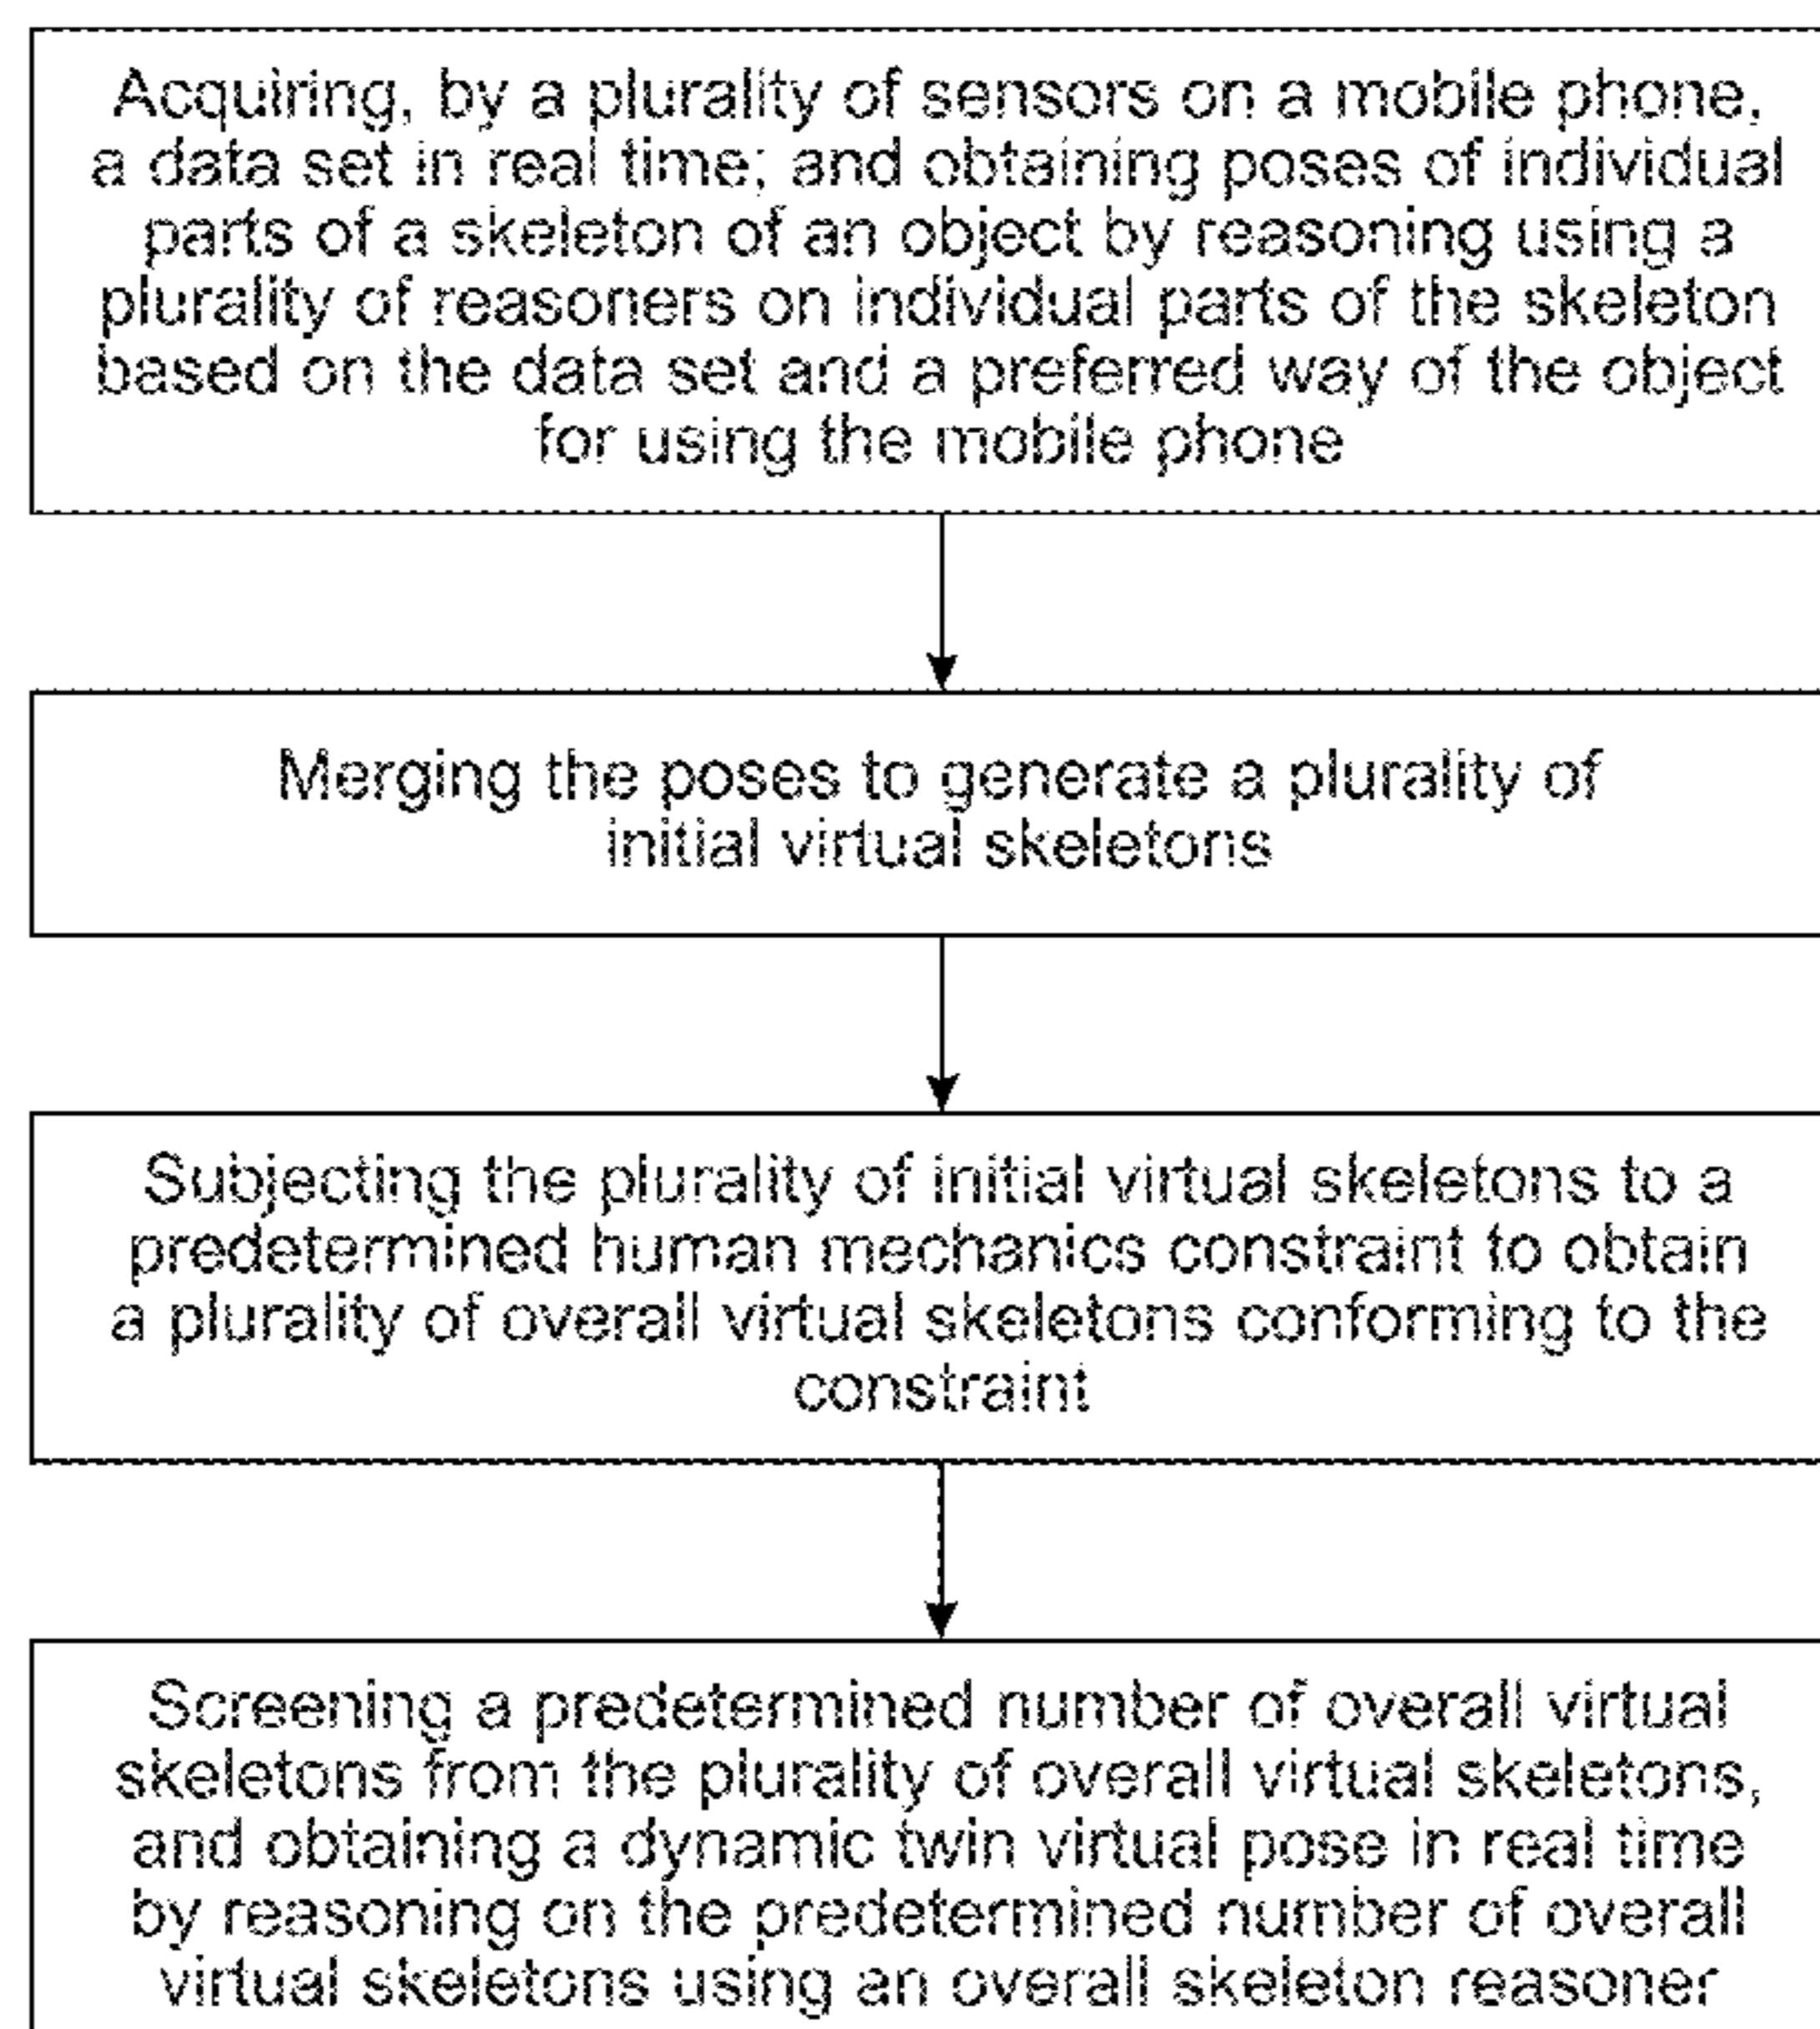 Acquiring, by a plurality of sensors on a mobile phone,
a data set in real time; and obtaining poses of individual
parts of a skeleton of an object by reasoning using a
plurality of reasoners on individual parts of the skeleton
based on the data set and a preferred way of the object
for using the mobile phone
Merging the poses to generate a plurality of
initial virtual skeletons
Subjecting the plurality of initial virtual skeletons to a
predetermined human mechanics constraint to obtain
a plurality of overall virtual skeletons conforming to the
constraint
Screening a predetermined number of overall virtual
skeletons from the plurality of overall virtual skeletons,
and obtaining a dynamic twin virtual pose in real time
by reasoning on the predetermined number of overall
virtual skeletons using an overall skeleton reasoner